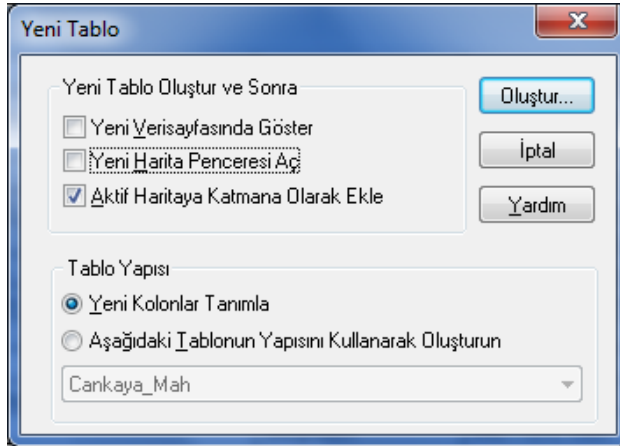 Yeni Tablo
Yeni Tablo Oluştur ve Sonra
Yeni Verisayfasında Göster
Yeni Harita Penceresi Aç
Aktif Haritaya Katmana Olarak Ekle
Oluştur...
İptal
Yardım
Tablo Yapısı
Yeni Kolonlar Tanımla
Aşağıdaki Tablonun Yapısını Kullanarak Oluşturun
Cankaya_Mah